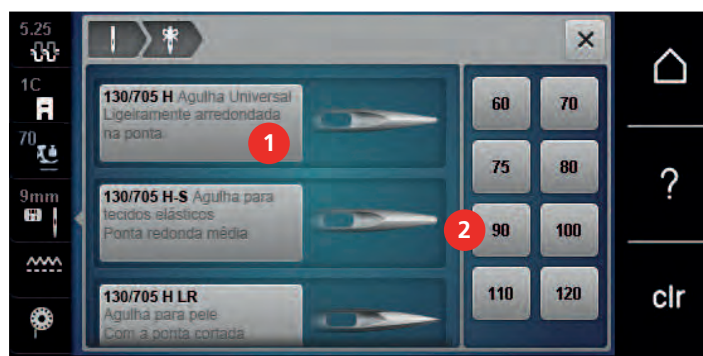 5.25
1C
70
9mm
130/705 H Agulha Universal
Ligeiramente arredondada
na ponta
1
130/705 H-S Agulha para
tecidos elásticos
Ponta redonda média
130/705 H LR
Agulha para pele
Com a ponta cortada
60 70
75 80
2
90 100
110 120
?
clr